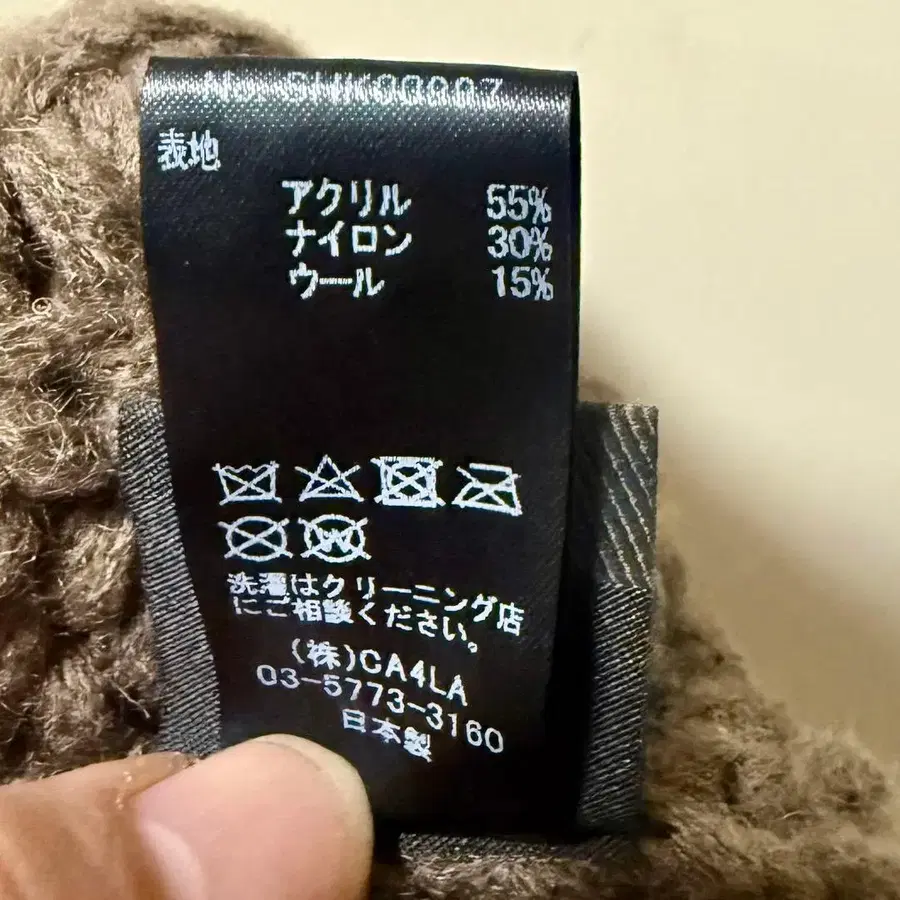 表地
アクリル 55%
ナイロン 30%
ウール 15%
W
洗濯はクリーニング店
にご相談ください。
(株)CA4LA
03-5773-3160
日本製